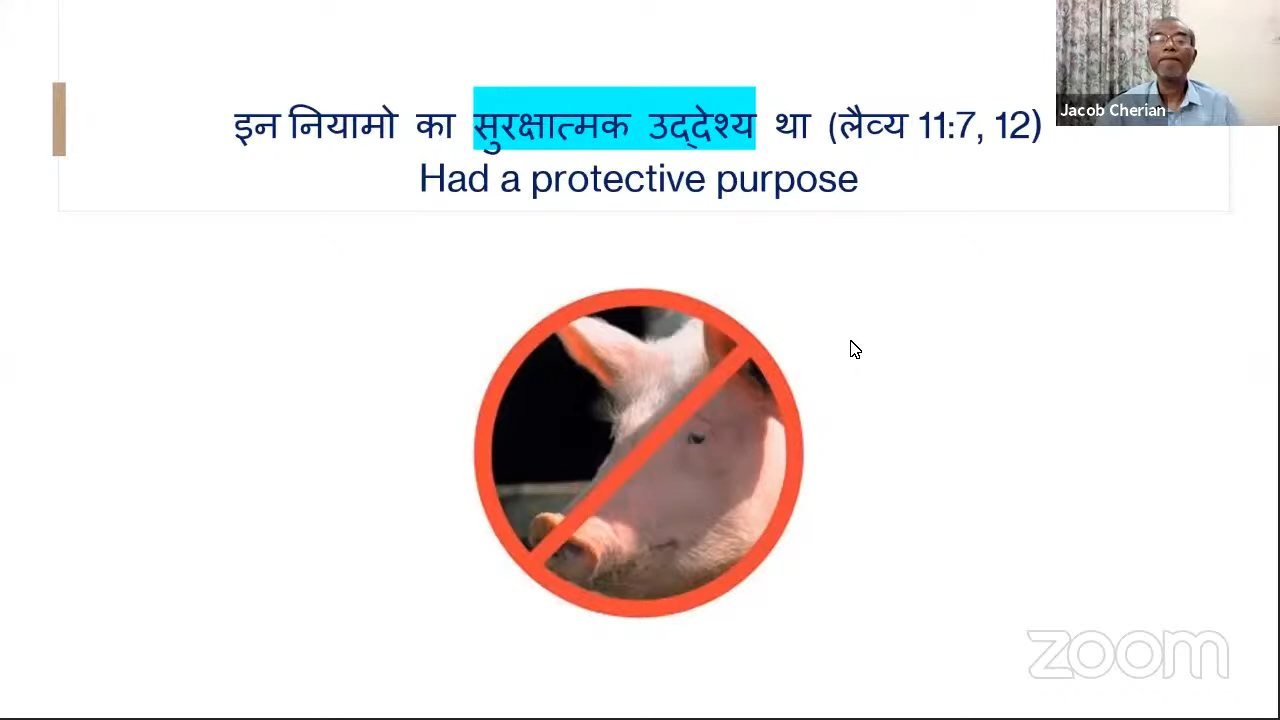 इन नियामो का सुरक्षात्मक उद्देश्य था (लैव्य 11:7, 12)
Had a protective purpose
Jacob Cherian
zoom